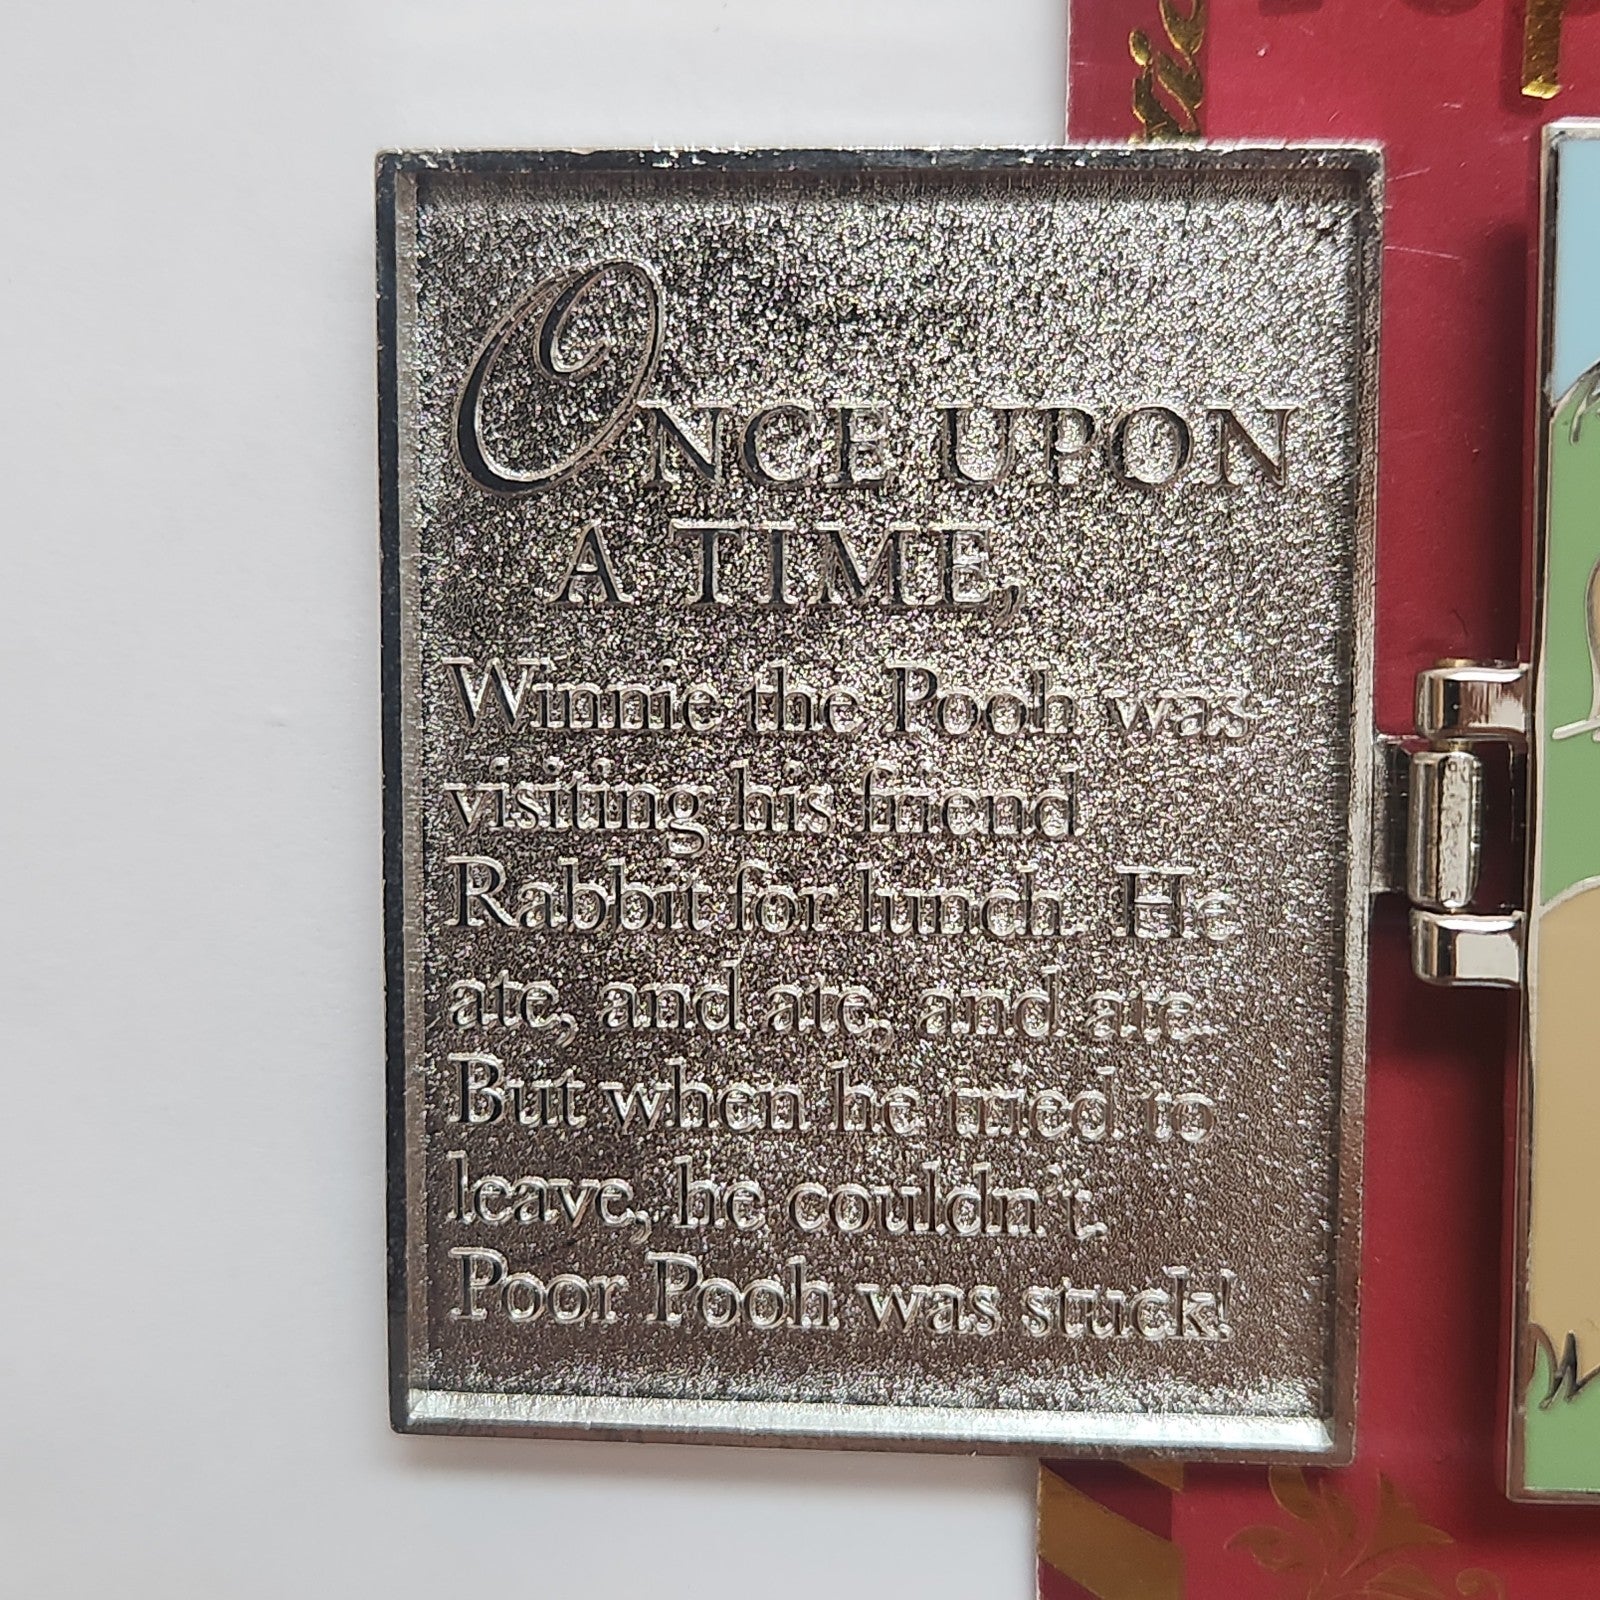 ONCE UPON
A TIME,
Winnie the Pooh was
visiting his friend
Rabbit for lunch. He
ate, and ate, and ate.
But when he tried to
leave, he couldn't.
Poor Pooh was stuck!